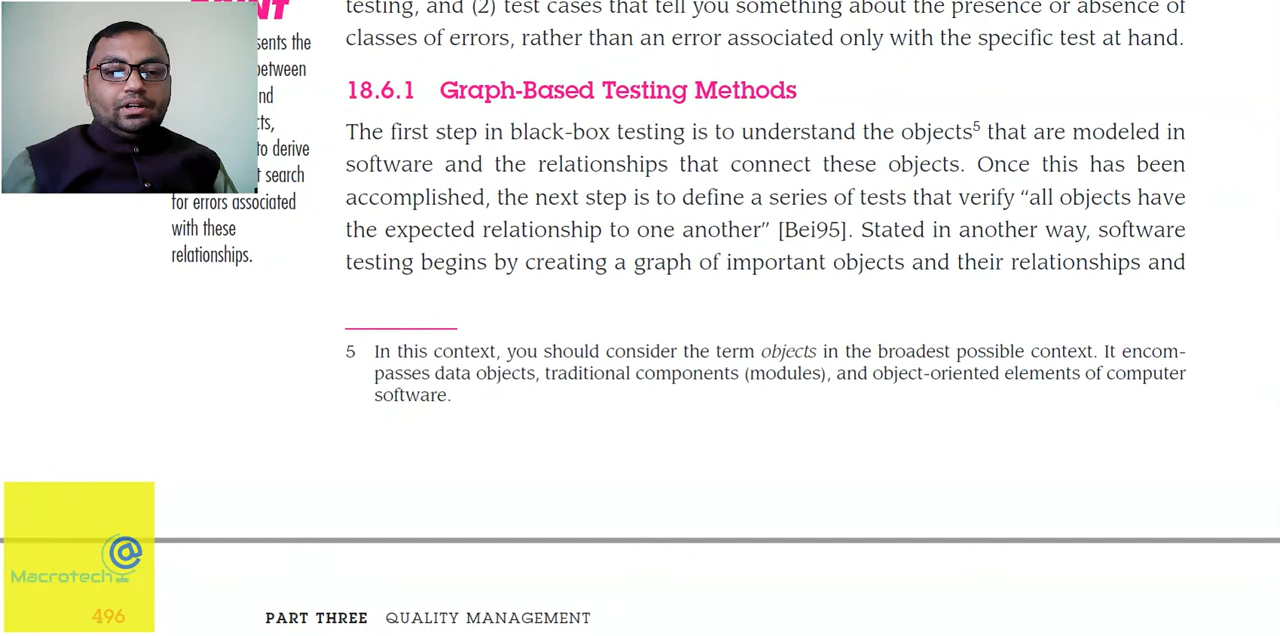 testing, and (2) test cases that tell you something about the presence or absence of
classes of errors, rather than an error associated only with the specific test at hand.
18.6.1 Graph-Based Testing Methods
The first step in black-box testing is to understand the objects5 that are modeled in
software and the relationships that connect these objects. Once this has been
accomplished, the next step is to define a series of tests that verify “all objects have
the expected relationship to one another” [Bei95]. Stated in another way, software
testing begins by creating a graph of important objects and their relationships and
to derive
search
for errors associated
with these
relationships.
5 In this context, you should consider the term objects in the broadest possible context. It encom-
passes data objects, traditional components (modules), and object-oriented elements of computer
software.
Macrotech
496
PART THREE QUALITY MANAGEMENT